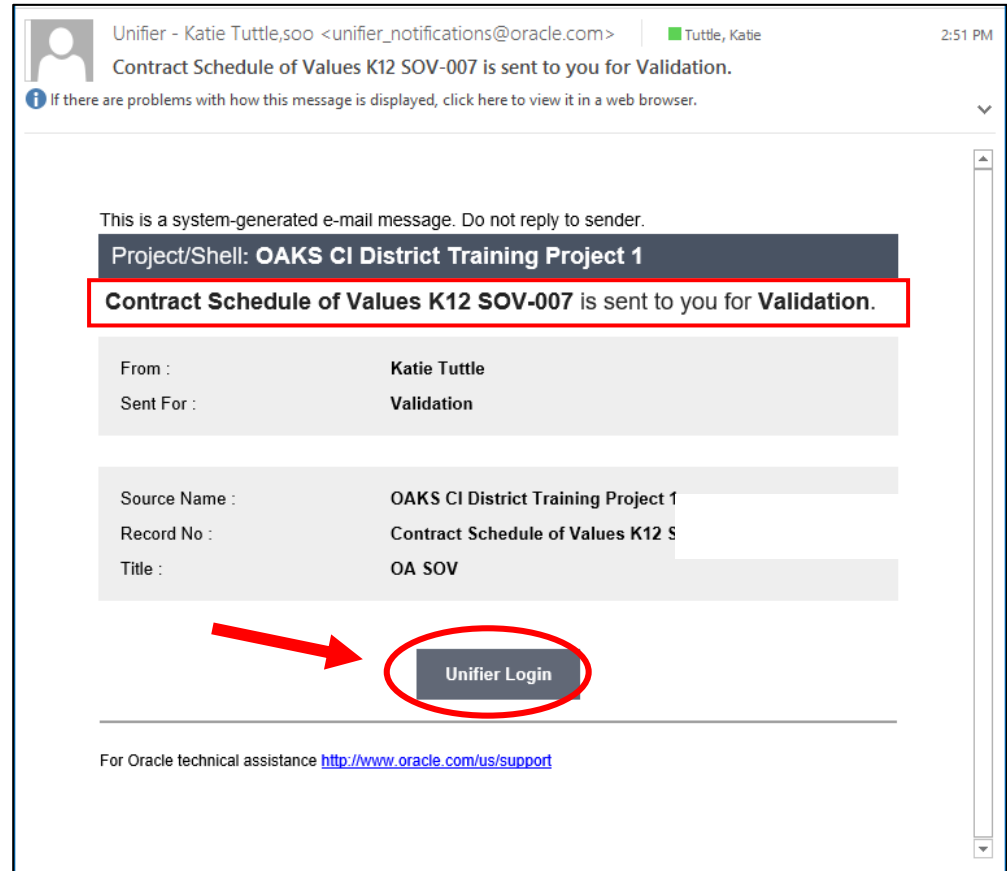 Unifier - Katie Tuttle,soo <unifier_notifications@oracle.com> Tuttle, Katie 2:51 PM
Contract Schedule of Values K12 SOV-007 is sent to you for Validation.
If there are problems with how this message is displayed, click here to view it in a web browser.
This is a system-generated e-mail message. Do not reply to sender.
Project/Shell: OAKS CI District Training Project 1
Contract Schedule of Values K12 SOV-007 is sent to you for Validation.
From : Katie Tuttle
Sent For : Validation
Source Name : OAKS CI District Training Project 1
Record No : Contract Schedule of Values K12
Title : OA SOV
Unifier Login
For Oracle technical assistance http://www.oracle.com/us/support